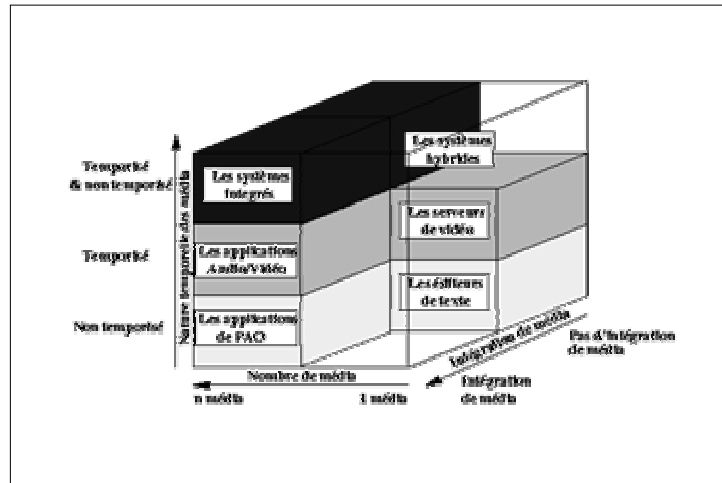 Les systèmes
hybrides
Temporisé
& non temporisé
Les systèmes
intégrés
Nature temporelle des média
Les serveurs
de vidéo
Temporisé
Les applications
Audio/Vidéo
Les éditeurs
de texte
Non temporisé
Les applications
de PAO
Intégration de média
Pas d'intégration
de média
Nombre de média
Intégration
de média
n média
1 média